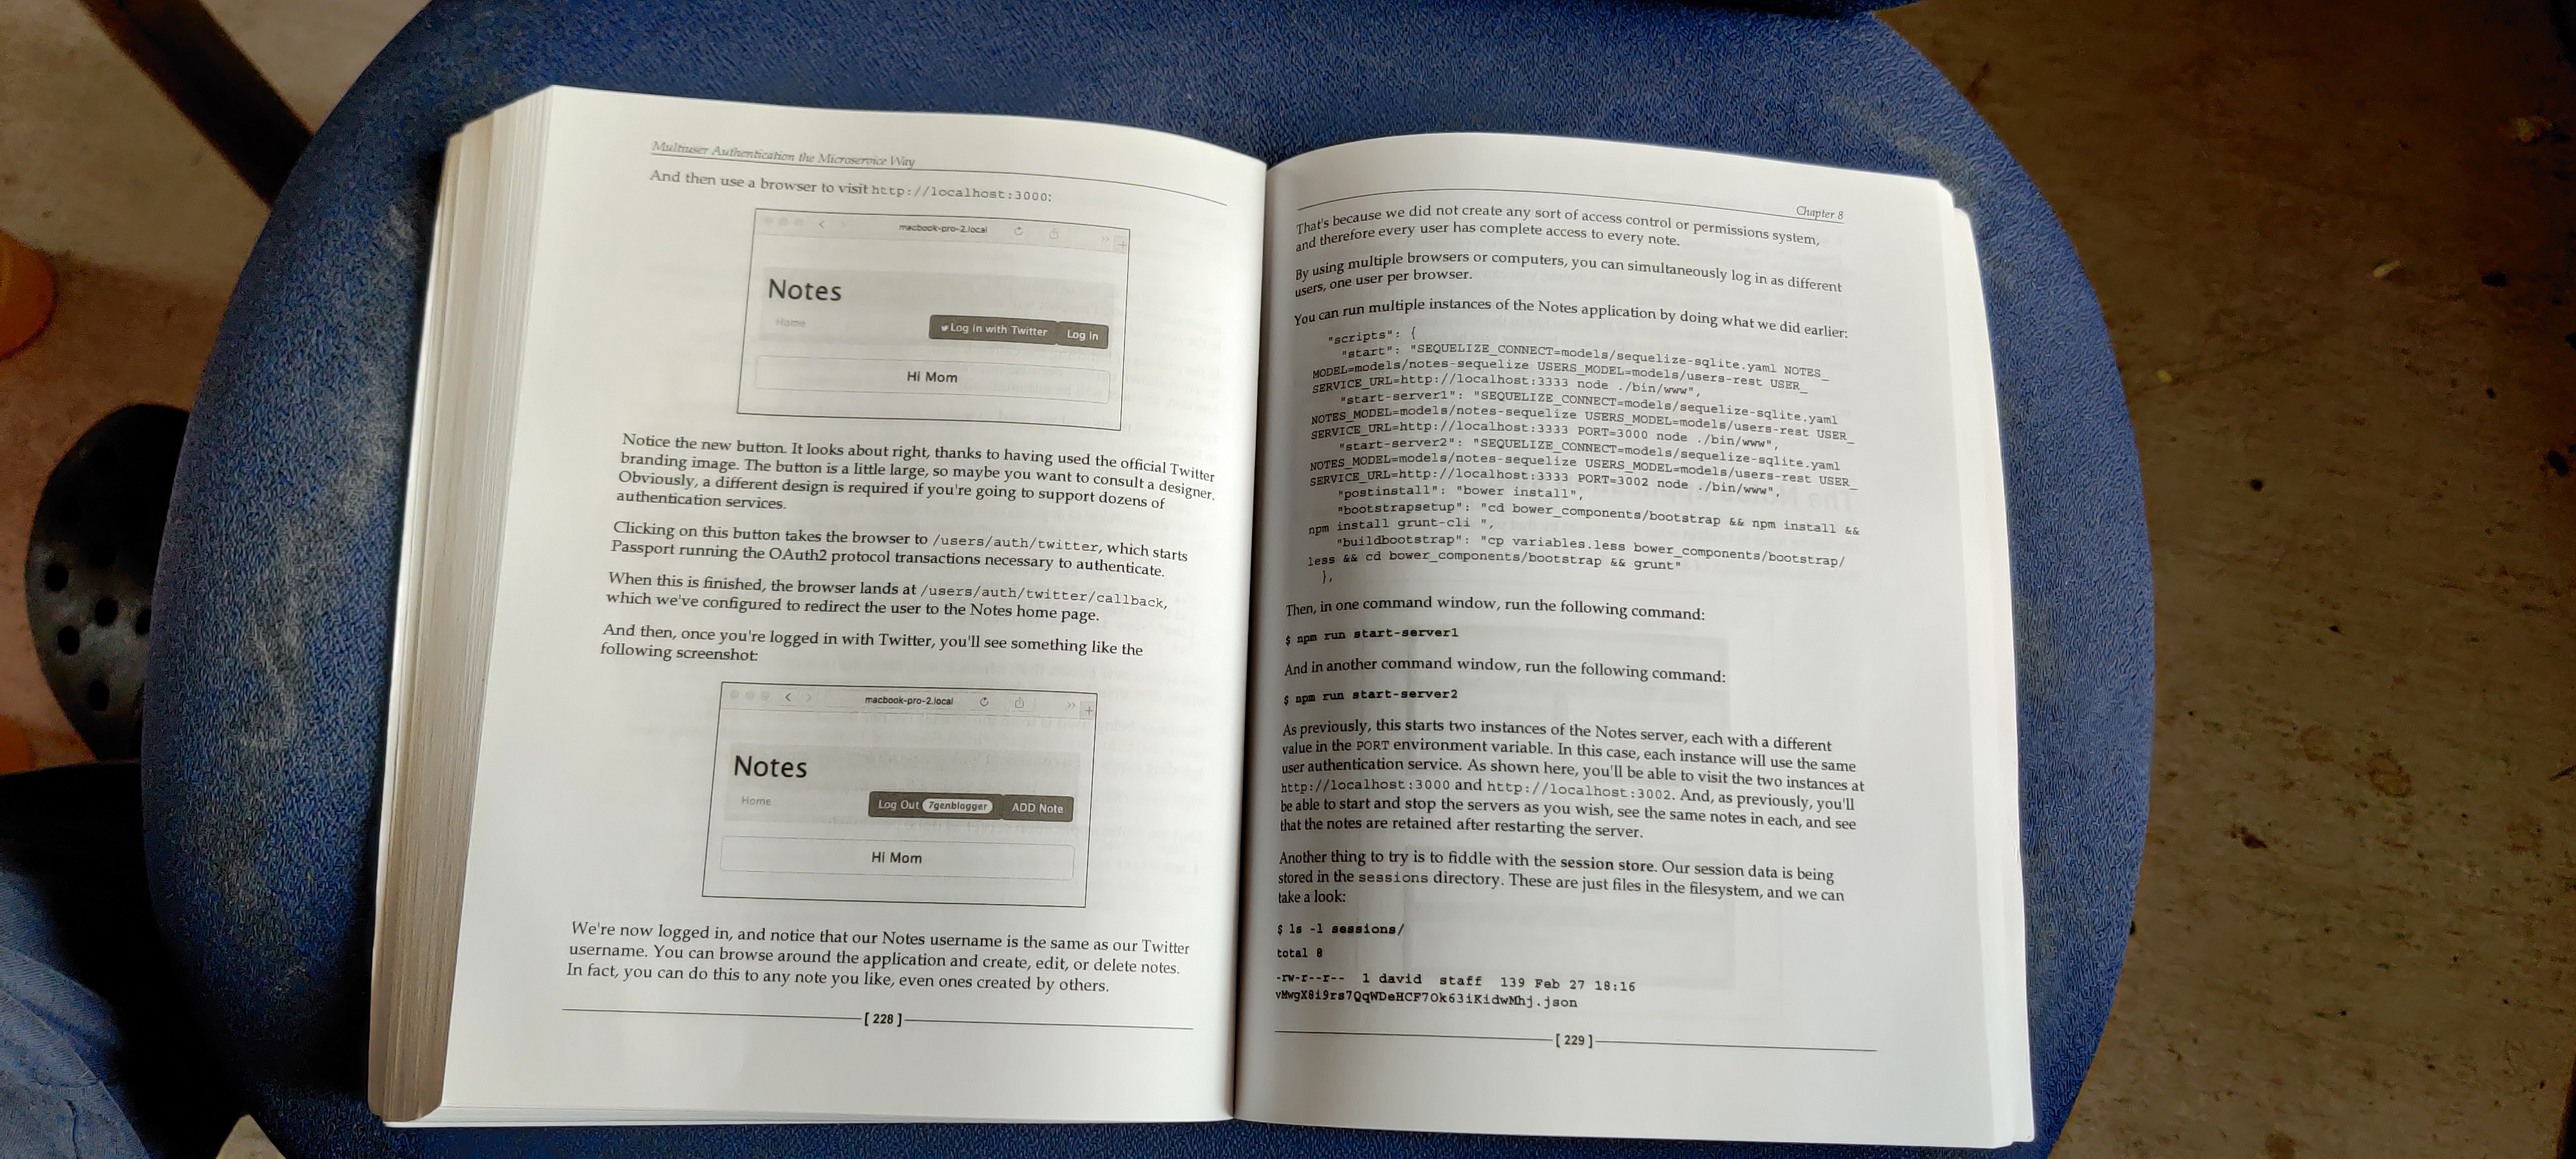 Multiuser Authentication the Microservice Way
And then use a browser to visit http://localhost:3000:
macbook-pro-2.local
Notes
Home
Log in with Twitter
Log in
Hi Mom
Notice the new button. It looks about right, thanks to having used the official Twitter
branding image. The button is a little large, so maybe you want to consult a designer.
Obviously, a different design is required if you're going to support dozens of
authentication services.
Clicking on this button takes the browser to /users/auth/twitter, which starts
Passport running the OAuth2 protocol transactions necessary to authenticate.
When this is finished, the browser lands at /users/auth/twitter/callback,
which we've configured to redirect the user to the Notes home page.
And then, once you're logged in with Twitter, you'll see something like the
following screenshot:
macbook-pro-2.local
Notes
Home
Log Out 7genblogger
ADD Note
Hi Mom
We're now logged in, and notice that our Notes username is the same as our Twitter
username. You can browse around the application and create, edit, or delete notes.
In fact, you can do this to any note you like, even ones created by others.
[ 228 ]
Chapter 8
That's because we did not create any sort of access control or permissions system,
and therefore every user has complete access to every note.
By using multiple browsers or computers, you can simultaneously log in as different
users, one user per browser.
You can run multiple instances of the Notes application by doing what we did earlier:
"scripts": {
"start": "SEQUELIZE_CONNECT=models/sequelize-sqlite.yaml NOTES_
MODEL=models/notes-sequelize USERS_MODEL=models/users-rest USER_
SERVICE_URL=http://localhost:3333 node ./bin/www",
"start-server1": "SEQUELIZE_CONNECT=models/sequelize-sqlite.yaml
NOTES_MODEL=models/notes-sequelize USERS_MODEL=models/users-rest USER_
SERVICE_URL=http://localhost:3333 PORT=3000 node ./bin/www",
"start-server2": "SEQUELIZE_CONNECT=models/sequelize-sqlite.yaml
NOTES_MODEL=models/notes-sequelize USERS_MODEL=models/users-rest USER_
SERVICE_URL=http://localhost:3333 PORT=3002 node ./bin/www",
"postinstall": "bower install",
"bootstrapsetup": "cd bower_components/bootstrap && npm install &&
npm install grunt-cli ",
"buildbootstrap": "cp variables.less bower_components/bootstrap/
less && cd bower_components/bootstrap && grunt"
},
Then, in one command window, run the following command:
$ npm run start-server1
And in another command window, run the following command:
$ npm run start-server2
As previously, this starts two instances of the Notes server, each with a different
value in the PORT environment variable. In this case, each instance will use the same
user authentication service. As shown here, you'll be able to visit the two instances at
http://localhost:3000 and http://localhost:3002. And, as previously, you'll
be able to start and stop the servers as you wish, see the same notes in each, and see
that the notes are retained after restarting the server.
Another thing to try is to fiddle with the session store. Our session data is being
stored in the sessions directory. These are just files in the filesystem, and we can
take a look:
$ ls -l sessions/
total 8
-rw-r--r-- 1 david staff 139 Feb 27 18:16
vMwgX8i9rs7QqWDeHCF7Ok63iKidwMhj.json
[ 229 ]